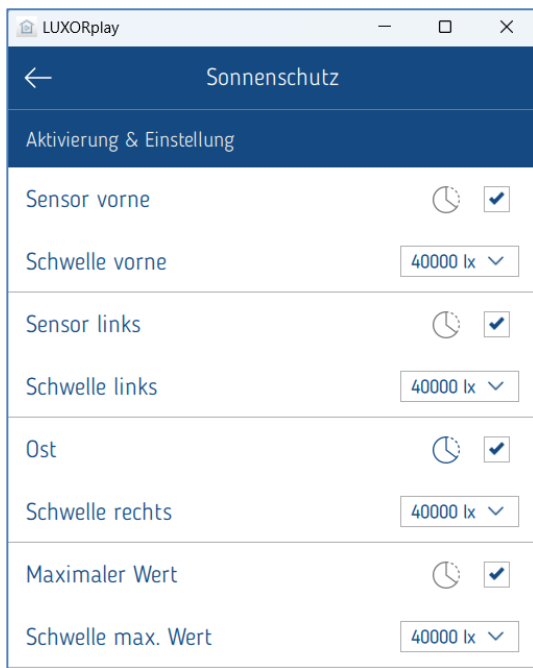 LUXORplay
Sonnenschutz
Aktivierung & Einstellung
Sensor vorne
Schwelle vorne 40000 lx
Sensor links
Schwelle links 40000 lx
Ost
Schwelle rechts 40000 lx
Maximaler Wert
Schwelle max. Wert 40000 lx